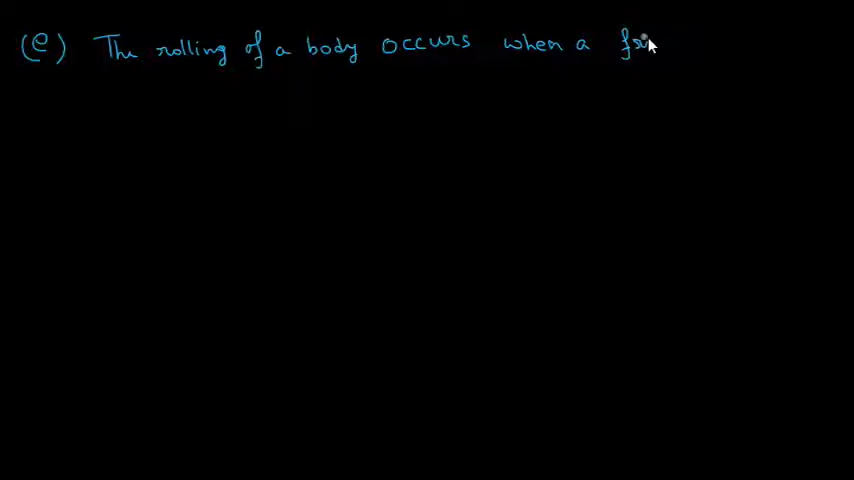 (e) The rolling of a body occurs when a